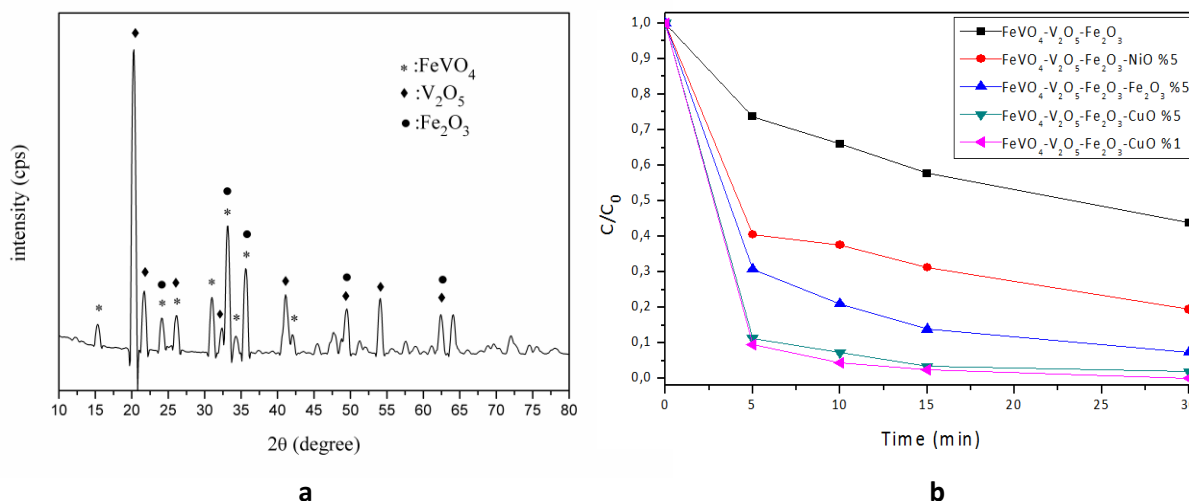 intensity (cps)
* :FeVO₄
♦ :V₂O₅
● :Fe₂O₃
10 15 20 25 30 35 40 45 50 55 60 65 70 75 80
2θ (degree)
a
C/C₀
1,0
0,9
0,8
0,7
0,6
0,5
0,4
0,3
0,2
0,1
0,0
FeVO₄-V₂O₅-Fe₂O₃
FeVO₄-V₂O₅-Fe₂O₃-NiO %5
FeVO₄-V₂O₅-Fe₂O₃-Fe₂O₃ %5
FeVO₄-V₂O₅-Fe₂O₃-CuO %5
FeVO₄-V₂O₅-Fe₂O₃-CuO %1
0 5 10 15 20 25
Time (min)
b